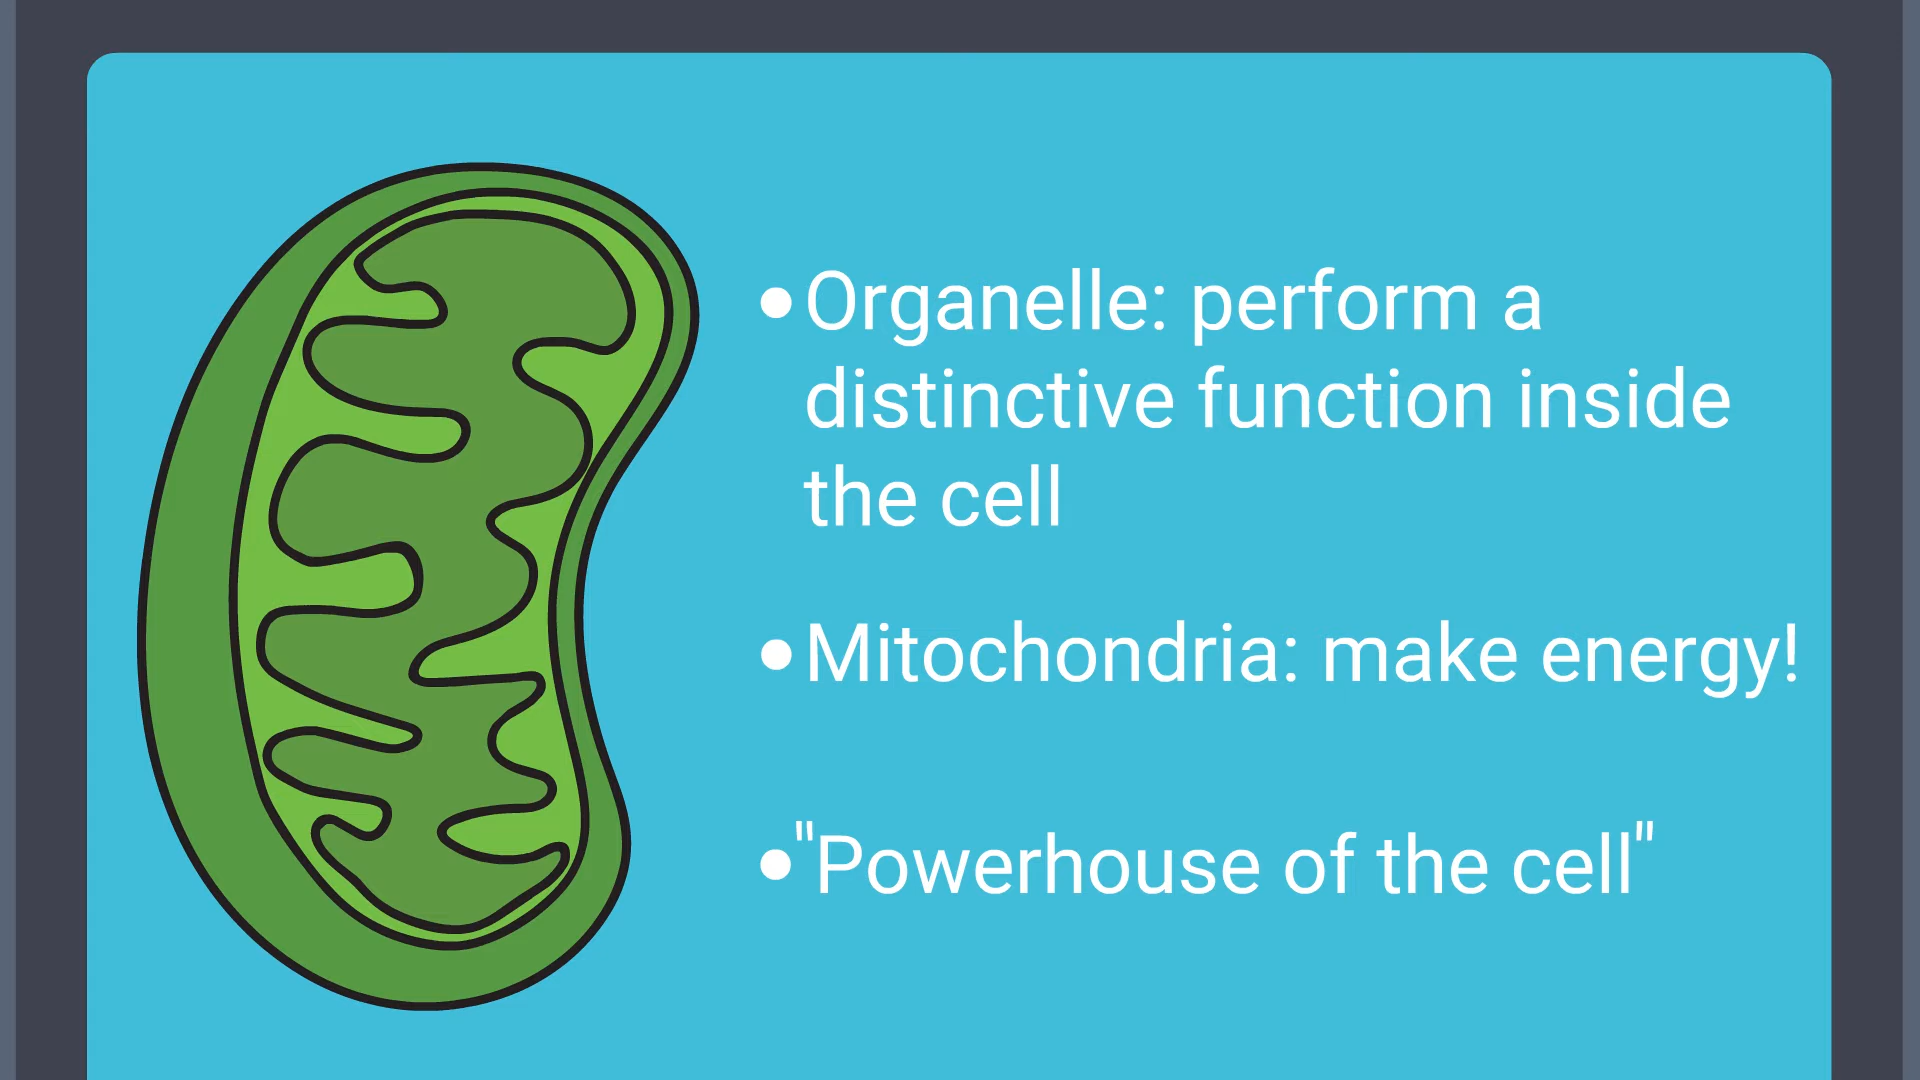 •Organelle: perform a
distinctive function inside
the cell
•Mitochondria: make energy!
•"Powerhouse of the cell"